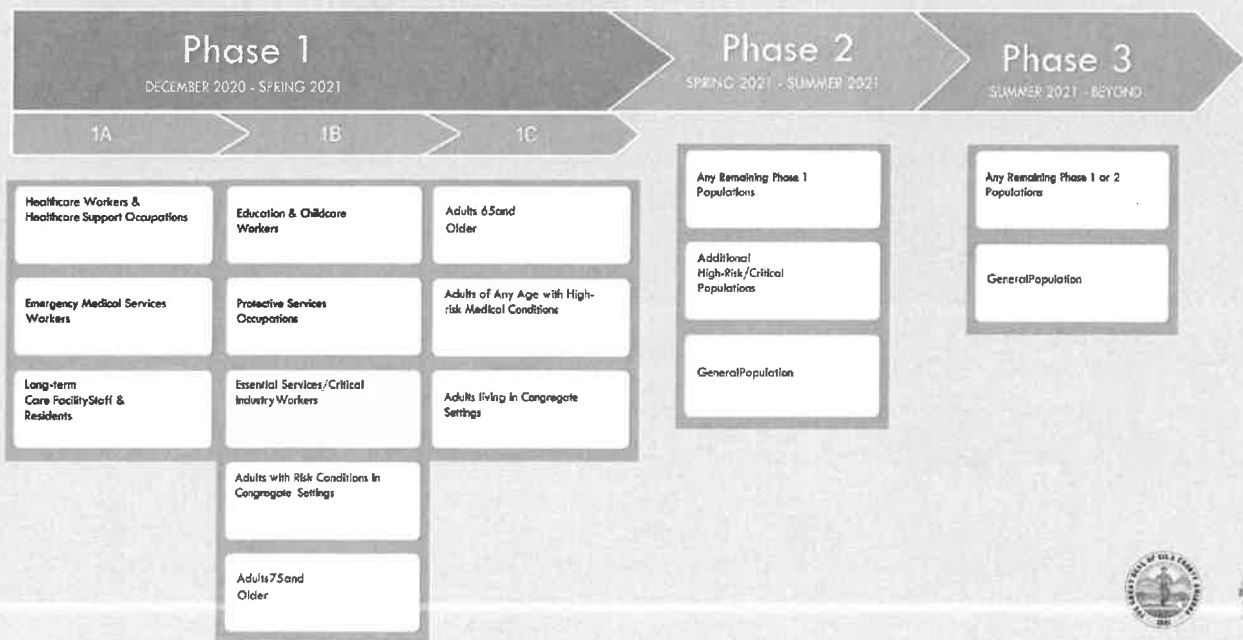 Phase 1
DECEMBER 2020 - SPRING 2021
Phase 2
SPRING 2021 - SUMMER 2021
Phase 3
SUMMER 2021 - BEYOND
1A
1B
1C
Healthcare Workers &
Healthcare Support Occupations
Emergency Medical Services
Workers
Long-term
Care FacilityStaff &
Residents
Education & Childcare
Workers
Protective Services
Occupations
Essential Services/Critical
Industry Workers
Adults with Risk Conditions in
Congregate Settings
Adults75and
Older
Adults 65and
Older
Adults of Any Age with High-
risk Medical Conditions
Adults living in Congregate
Settings
Any Remaining Phase 1
Populations
Additional
High-Risk/Critical
Populations
GeneralPopulation
Any Remaining Phase 1 or 2
Populations
GeneralPopulation